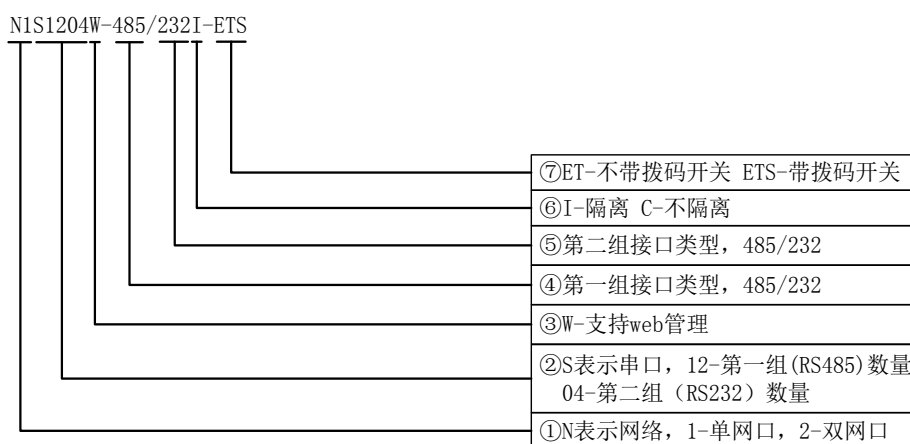 N1S1204W-485/232I-ETS
⑦ET-不带拨码开关 ETS-带拨码开关
⑥I-隔离 C-不隔离
⑤第二组接口类型，485/232
④第一组接口类型，485/232
③W-支持web管理
②S表示串口，12-第一组(RS485)数量
04-第二组（RS232）数量
①N表示网络，1-单网口，2-双网口